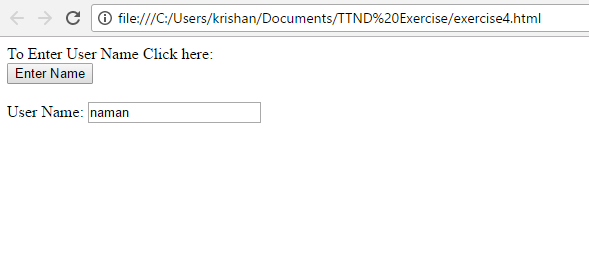 file:///C:/Users/krishan/Documents/TTND%20Exercise/exercise4.html
To Enter User Name Click here:
Enter Name
User Name: naman